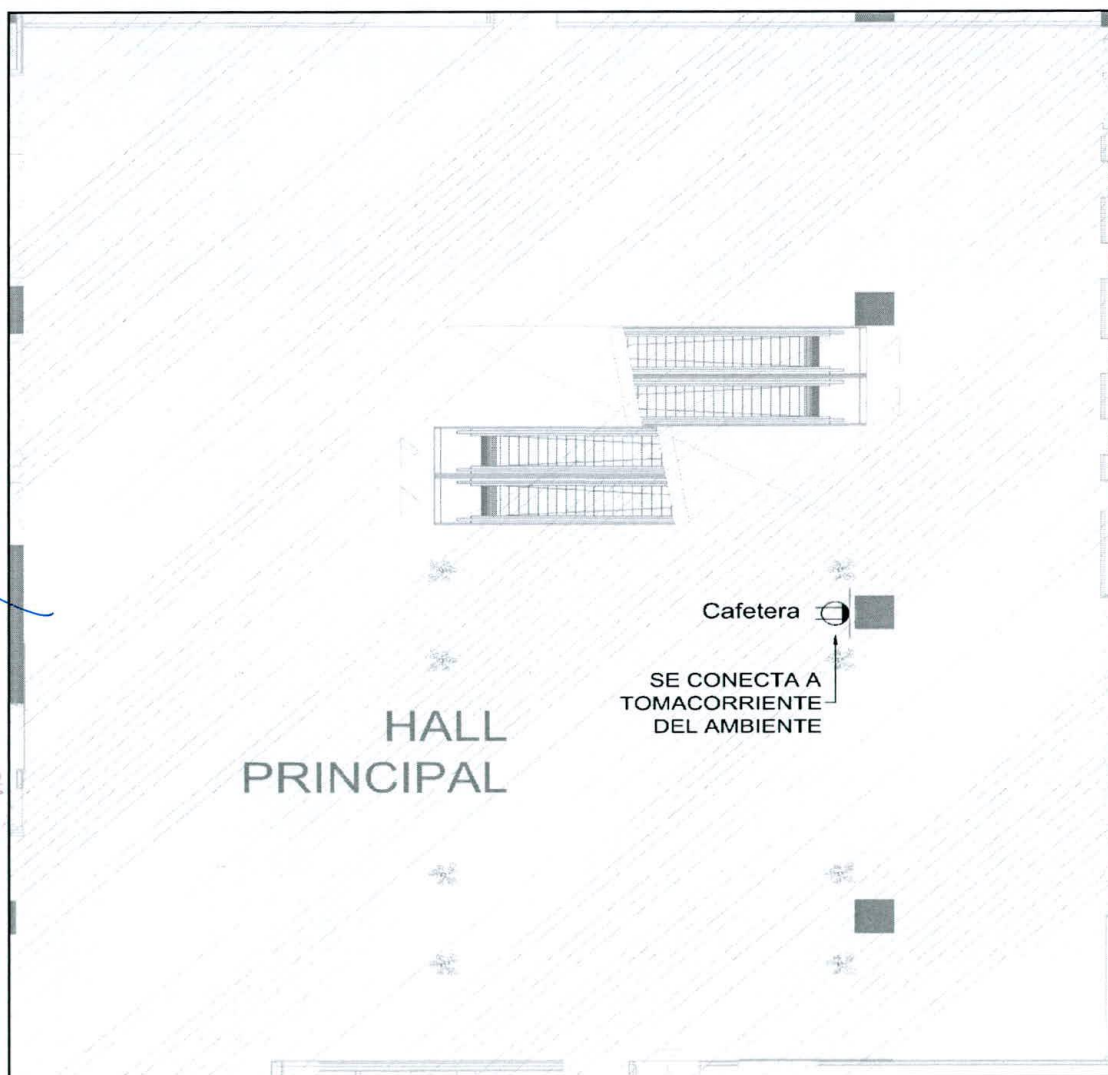 Cafetera
SE CONECTA A
TOMACORRIENTE
DEL AMBIENTE
HALL
PRINCIPAL